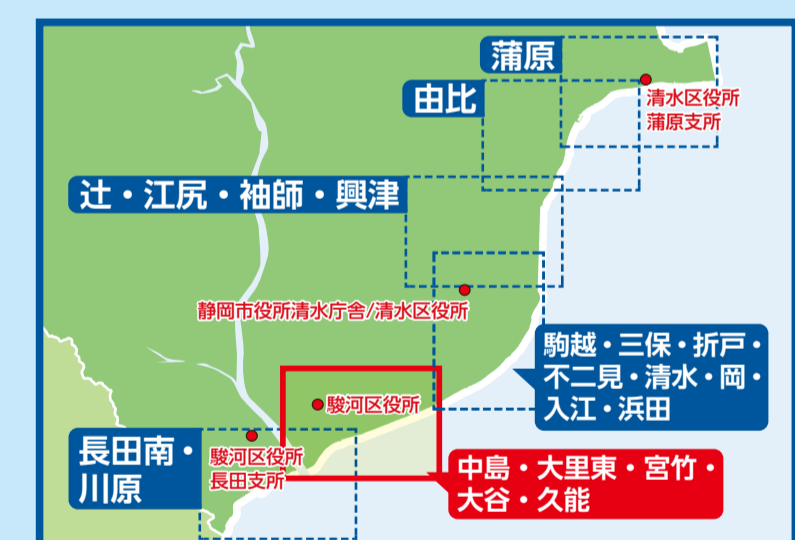 蒲原
由比
清水区役所
蒲原支所
辻・江尻・袖師・興津
静岡市役所清水庁舎/清水区役所
駒越・三保・折戸・
不二見・清水・岡・
入江・浜田
駿河区役所
長田南・
川原
駿河区役所
長田支所
中島・大里東・宮竹・
大谷・久能